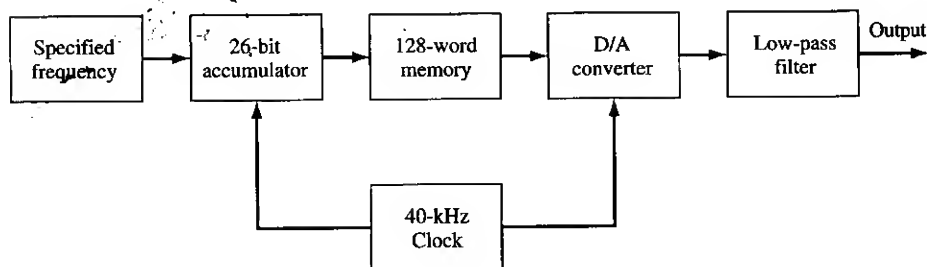 Specified
frequency
26-bit
accumulator
128-word
memory
D/A
converter
Low-pass
filter
Output
40-kHz
Clock